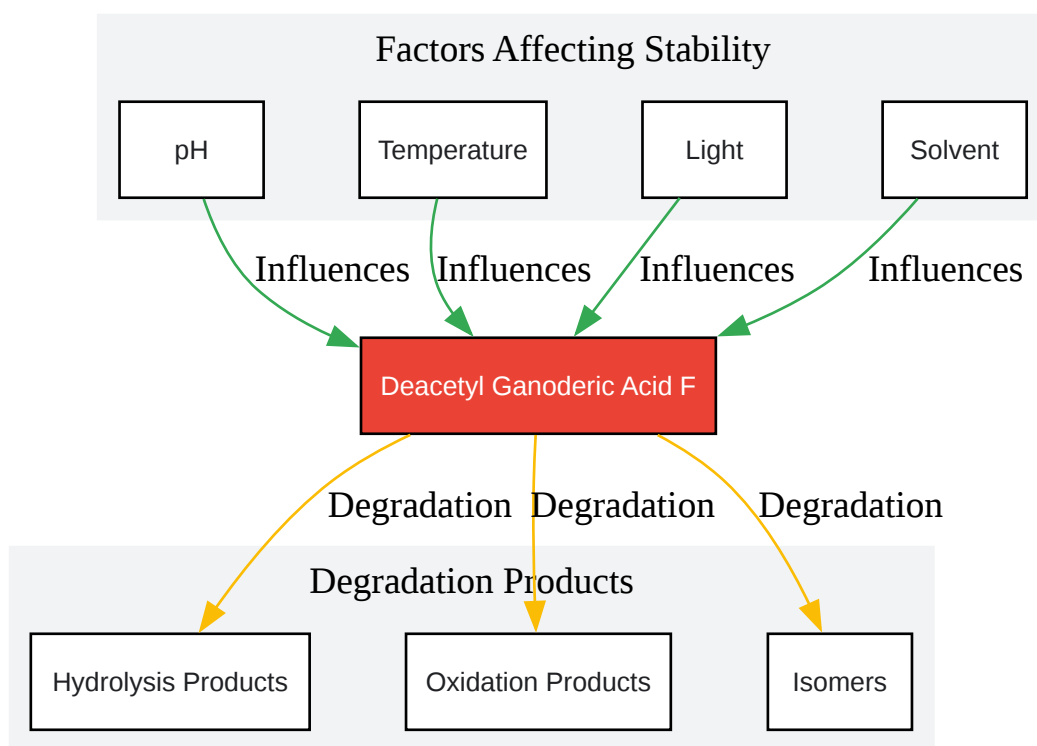 Factors Affecting Stability
pH
Temperature
Light
Solvent
Influences
Influences
Influences
Influences
Deacetyl Ganoderic Acid F
Degradation
Degradation
Degradation
Degradation Products
Hydrolysis Products
Oxidation Products
Isomers